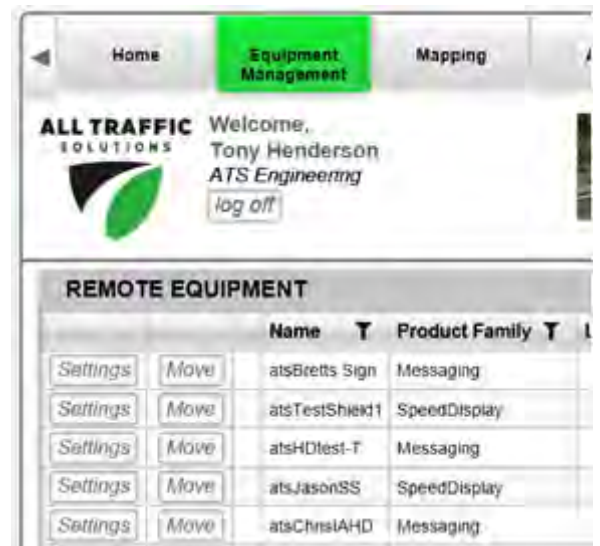 Home
Equipment
Management
Mapping
ALL TRAFFIC
SOLUTIONS
Welcome,
Tony Henderson
ATS Engineering
log off
REMOTE EQUIPMENT
Name Product Family
Settings Move atsBretts Sign Messaging
Settings Move atsTestShield1 SpeedDisplay
Settings Move atsHDtest-T Messaging
Settings Move atsJasonSS SpeedDisplay
Settings Move atsChrisIAHD Messaging